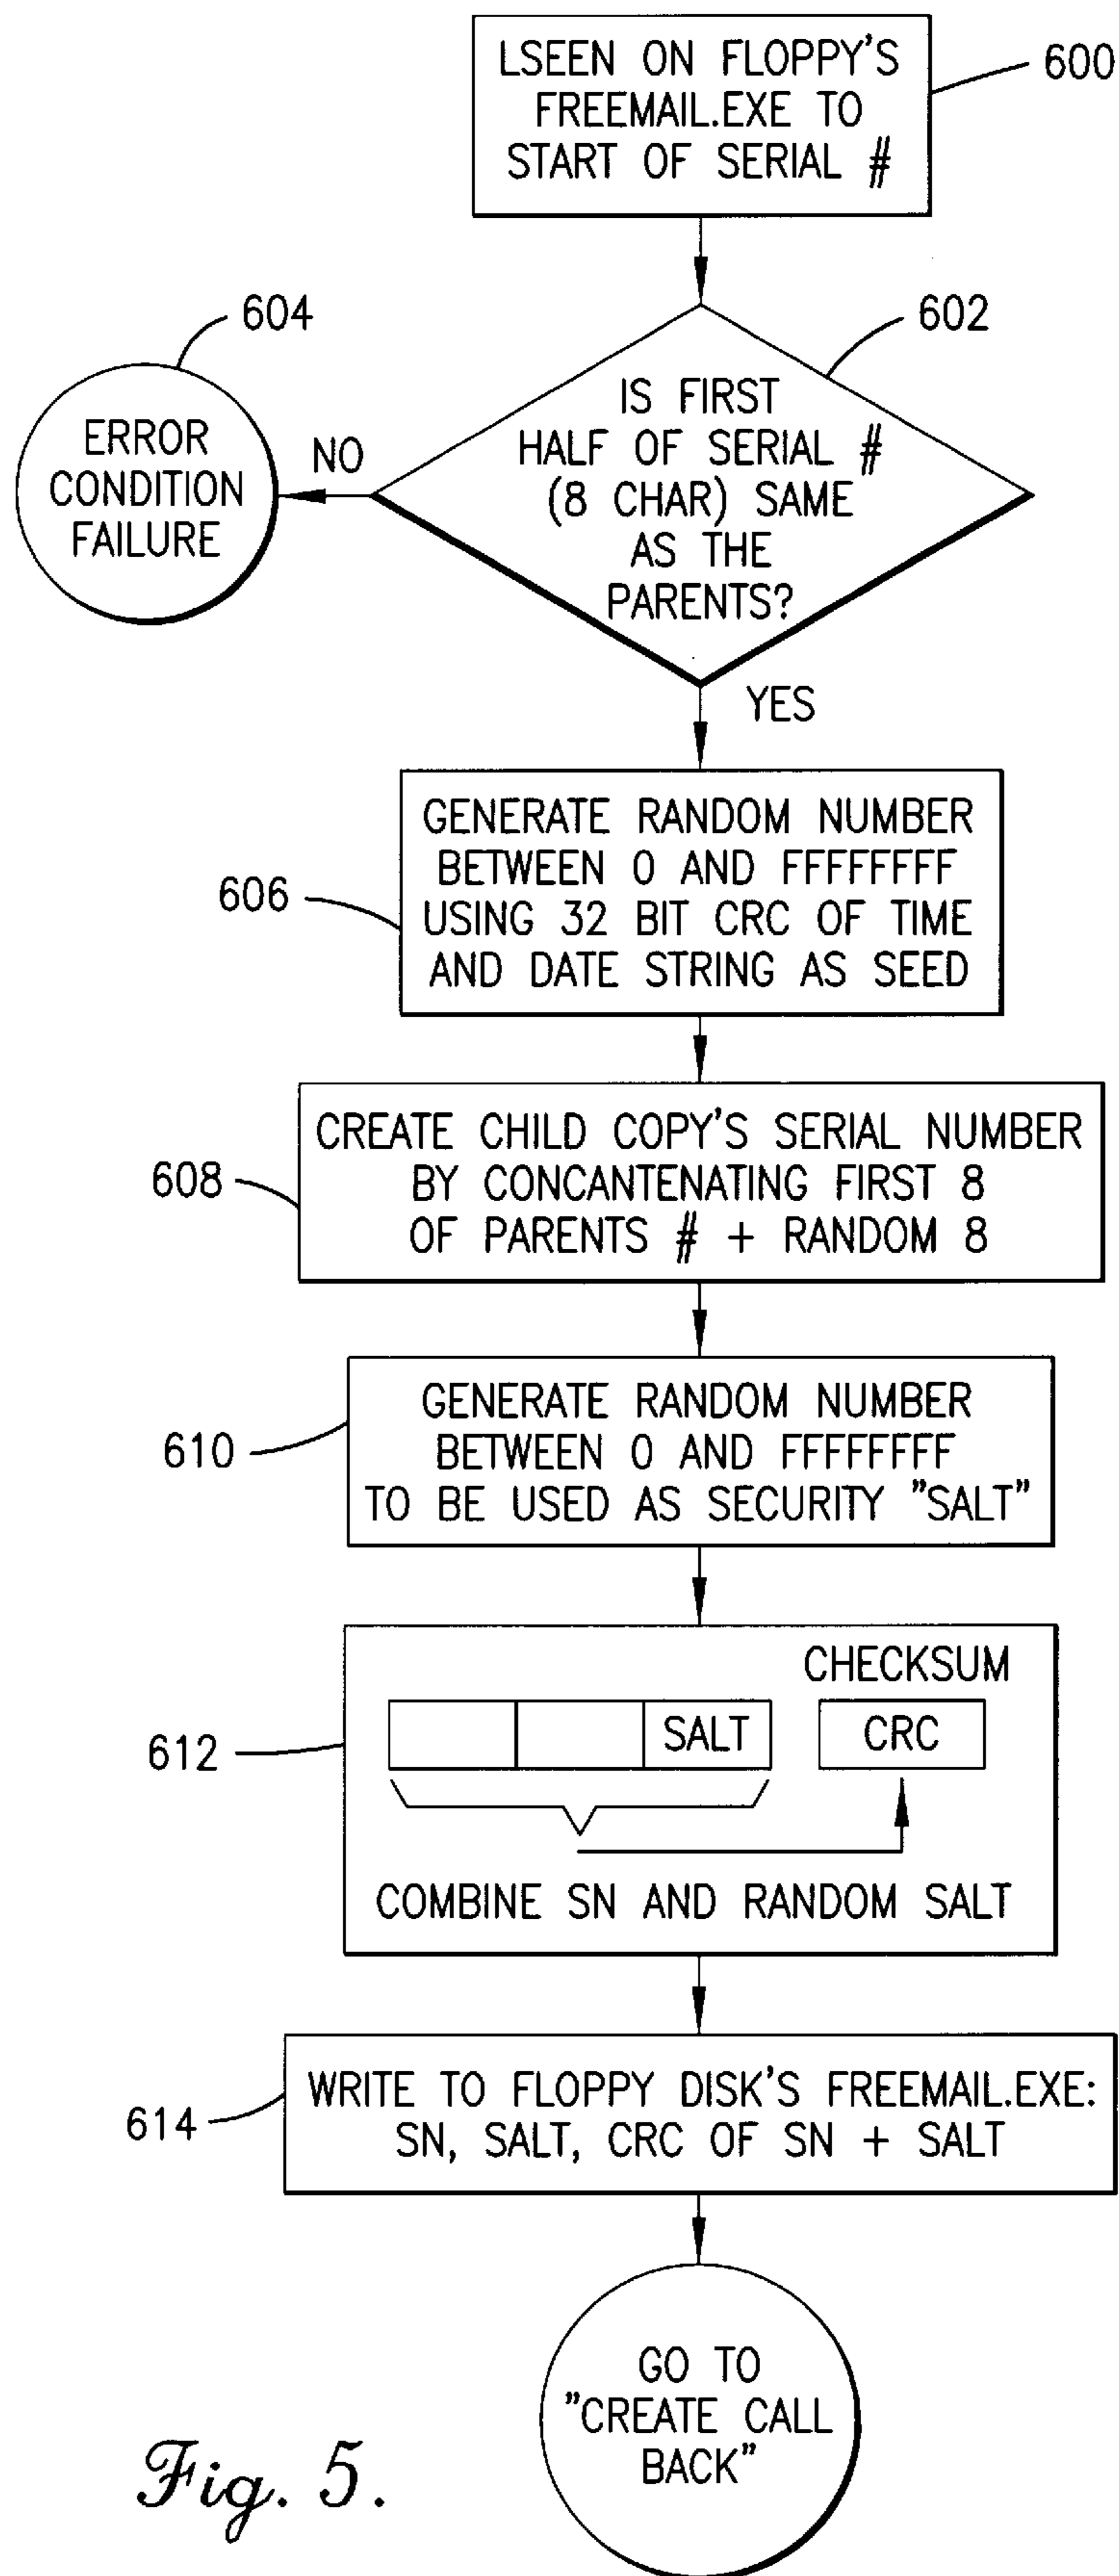 LSEEN ON FLOPPY'S
FREEMAIL.EXE TO
START OF SERIAL #
600
604
602
IS FIRST
HALF OF SERIAL #
(8 CHAR) SAME
AS THE
PARENTS?
NO
ERROR
CONDITION
FAILURE
YES
GENERATE RANDOM NUMBER
BETWEEN 0 AND FFFFFFFF
USING 32 BIT CRC OF TIME
AND DATE STRING AS SEED
606
CREATE CHILD COPY'S SERIAL NUMBER
BY CONCANTENATING FIRST 8
OF PARENTS # + RANDOM 8
608
GENERATE RANDOM NUMBER
BETWEEN 0 AND FFFFFFFF
TO BE USED AS SECURITY "SALT"
610
CHECKSUM
SALT
CRC
612
COMBINE SN AND RANDOM SALT
WRITE TO FLOPPY DISK'S FREEMAIL.EXE:
SN, SALT, CRC OF SN + SALT
614
GO TO
"CREATE CALL
BACK"
Fig. 5.